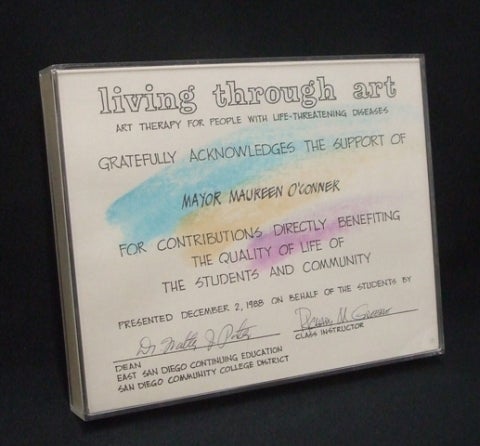 living through art
ART THERAPY FOR PEOPLE WITH LIFE-THREATENING DISEASES
GRATEFULLY ACKNOWLEDGES THE SUPPORT OF
MAYOR MAUREEN O'CONNER
FOR CONTRIBUTIONS DIRECTLY BENEFITING
THE QUALITY OF LIFE OF
THE STUDENTS AND COMMUNITY
PRESENTED DECEMBER 2, 1988 ON BEHALF OF THE STUDENTS BY
Dr
DEAN
EAST SAN DIEGO CONTINUING EDUCATION
SAN DIEGO COMMUNITY COLLEGE DISTRICT
M.
CLASS INSTRUCTOR